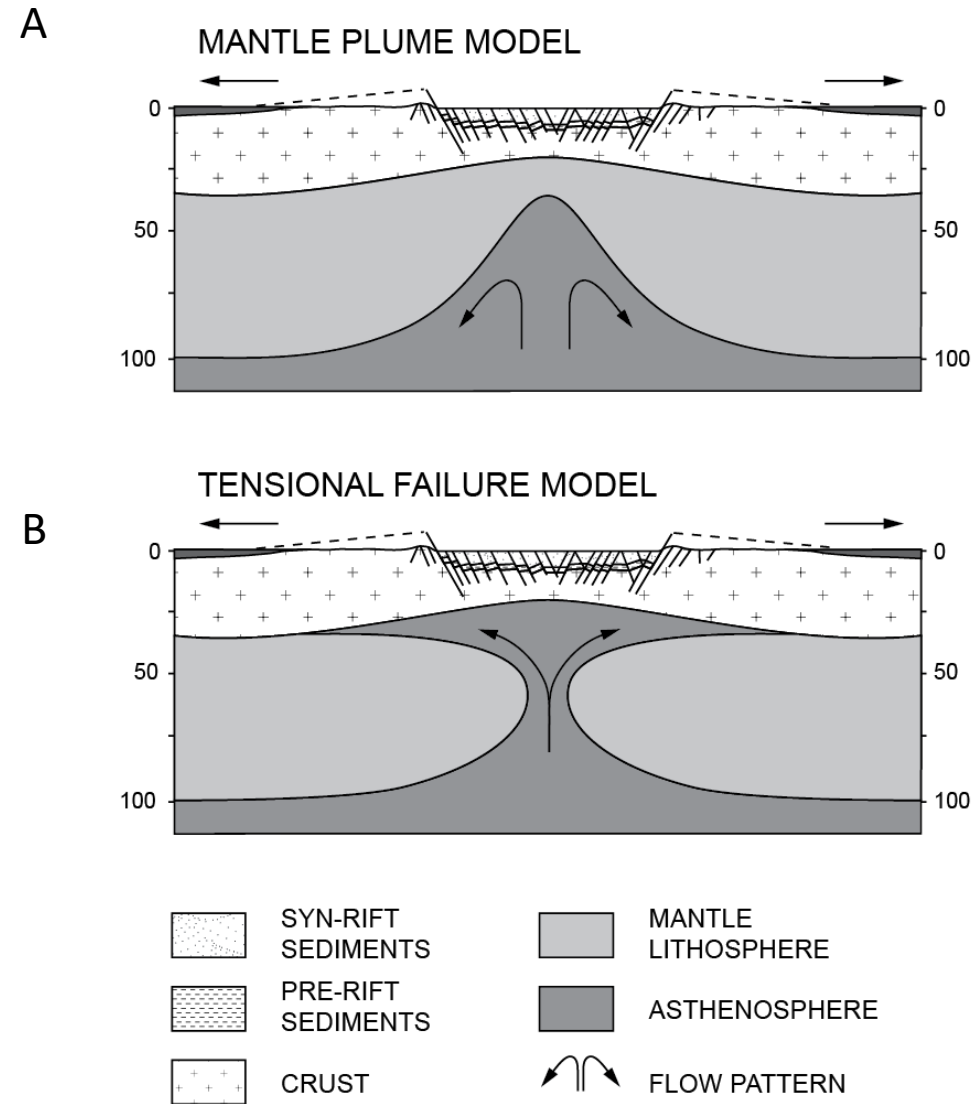 A
MANTLE PLUME MODEL
0 0
50 50
100 100
TENSIONAL FAILURE MODEL
B
0 0
50 50
100 100
SYN-RIFT
SEDIMENTS
MANTLE
LITHOSPHERE
PRE-RIFT
SEDIMENTS
ASTHENOSPHERE
CRUST
FLOW PATTERN